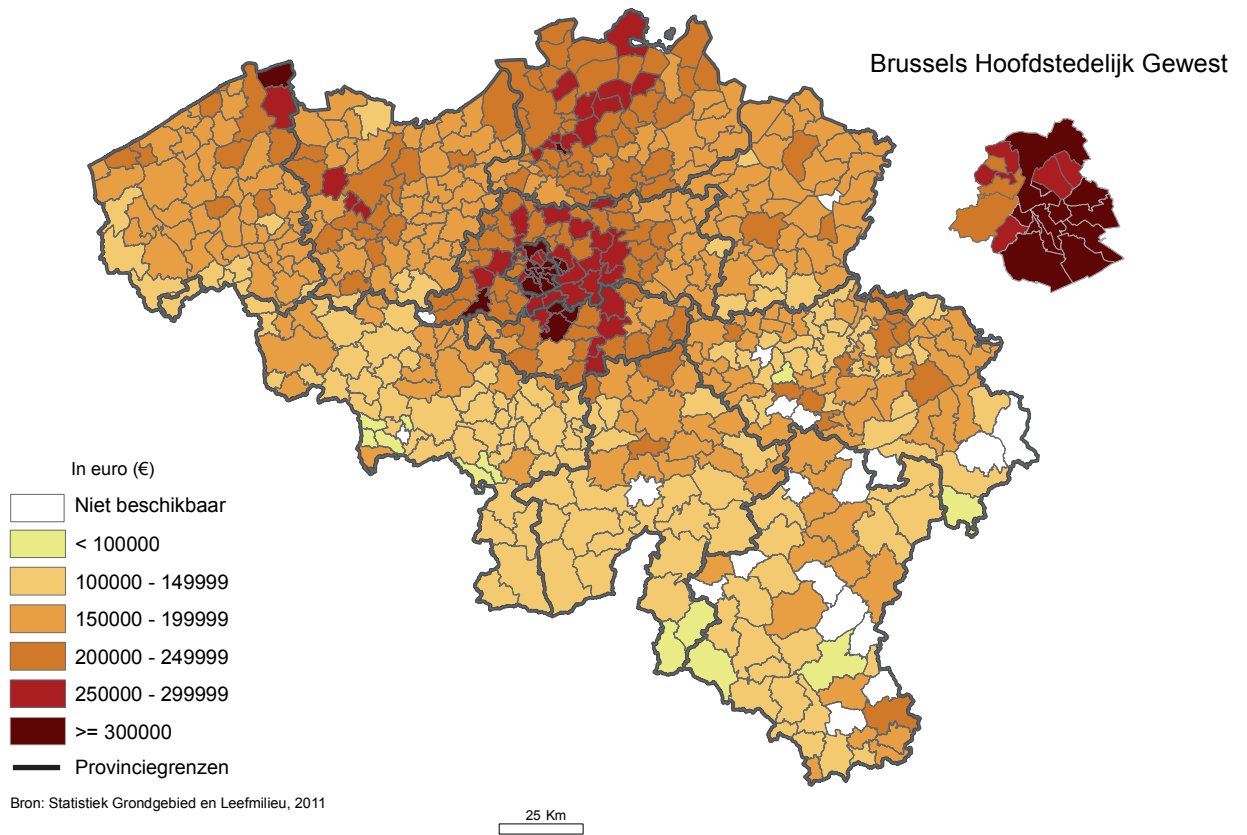 Brussels Hoofdstedelijk Gewest
In euro (€)
Niet beschikbaar
< 100000
100000 - 149999
150000 - 199999
200000 - 249999
250000 - 299999
>= 300000
Provinciegrenzen
Bron: Statistiek Grondgebied en Leefmilieu, 2011
25 Km